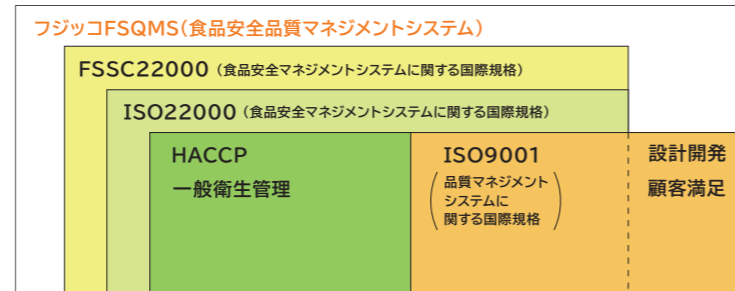 フジッコFSQMS(食品安全品質マネジメントシステム)
FSSC22000(食品安全マネジメントシステムに関する国際規格)
ISO22000(食品安全マネジメントシステムに関する国際規格)
HACCP
一般衛生管理
ISO9001
(品質マネジメント
システムに
関する国際規格)
設計開発
顧客満足